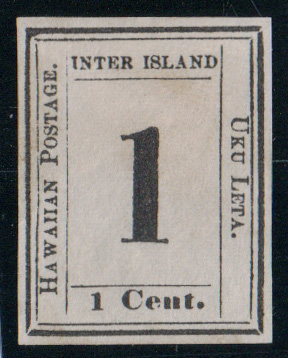 INTER ISLAND
HAWAIIAN POSTAGE.
1
UKU LETA.
1 Cent.